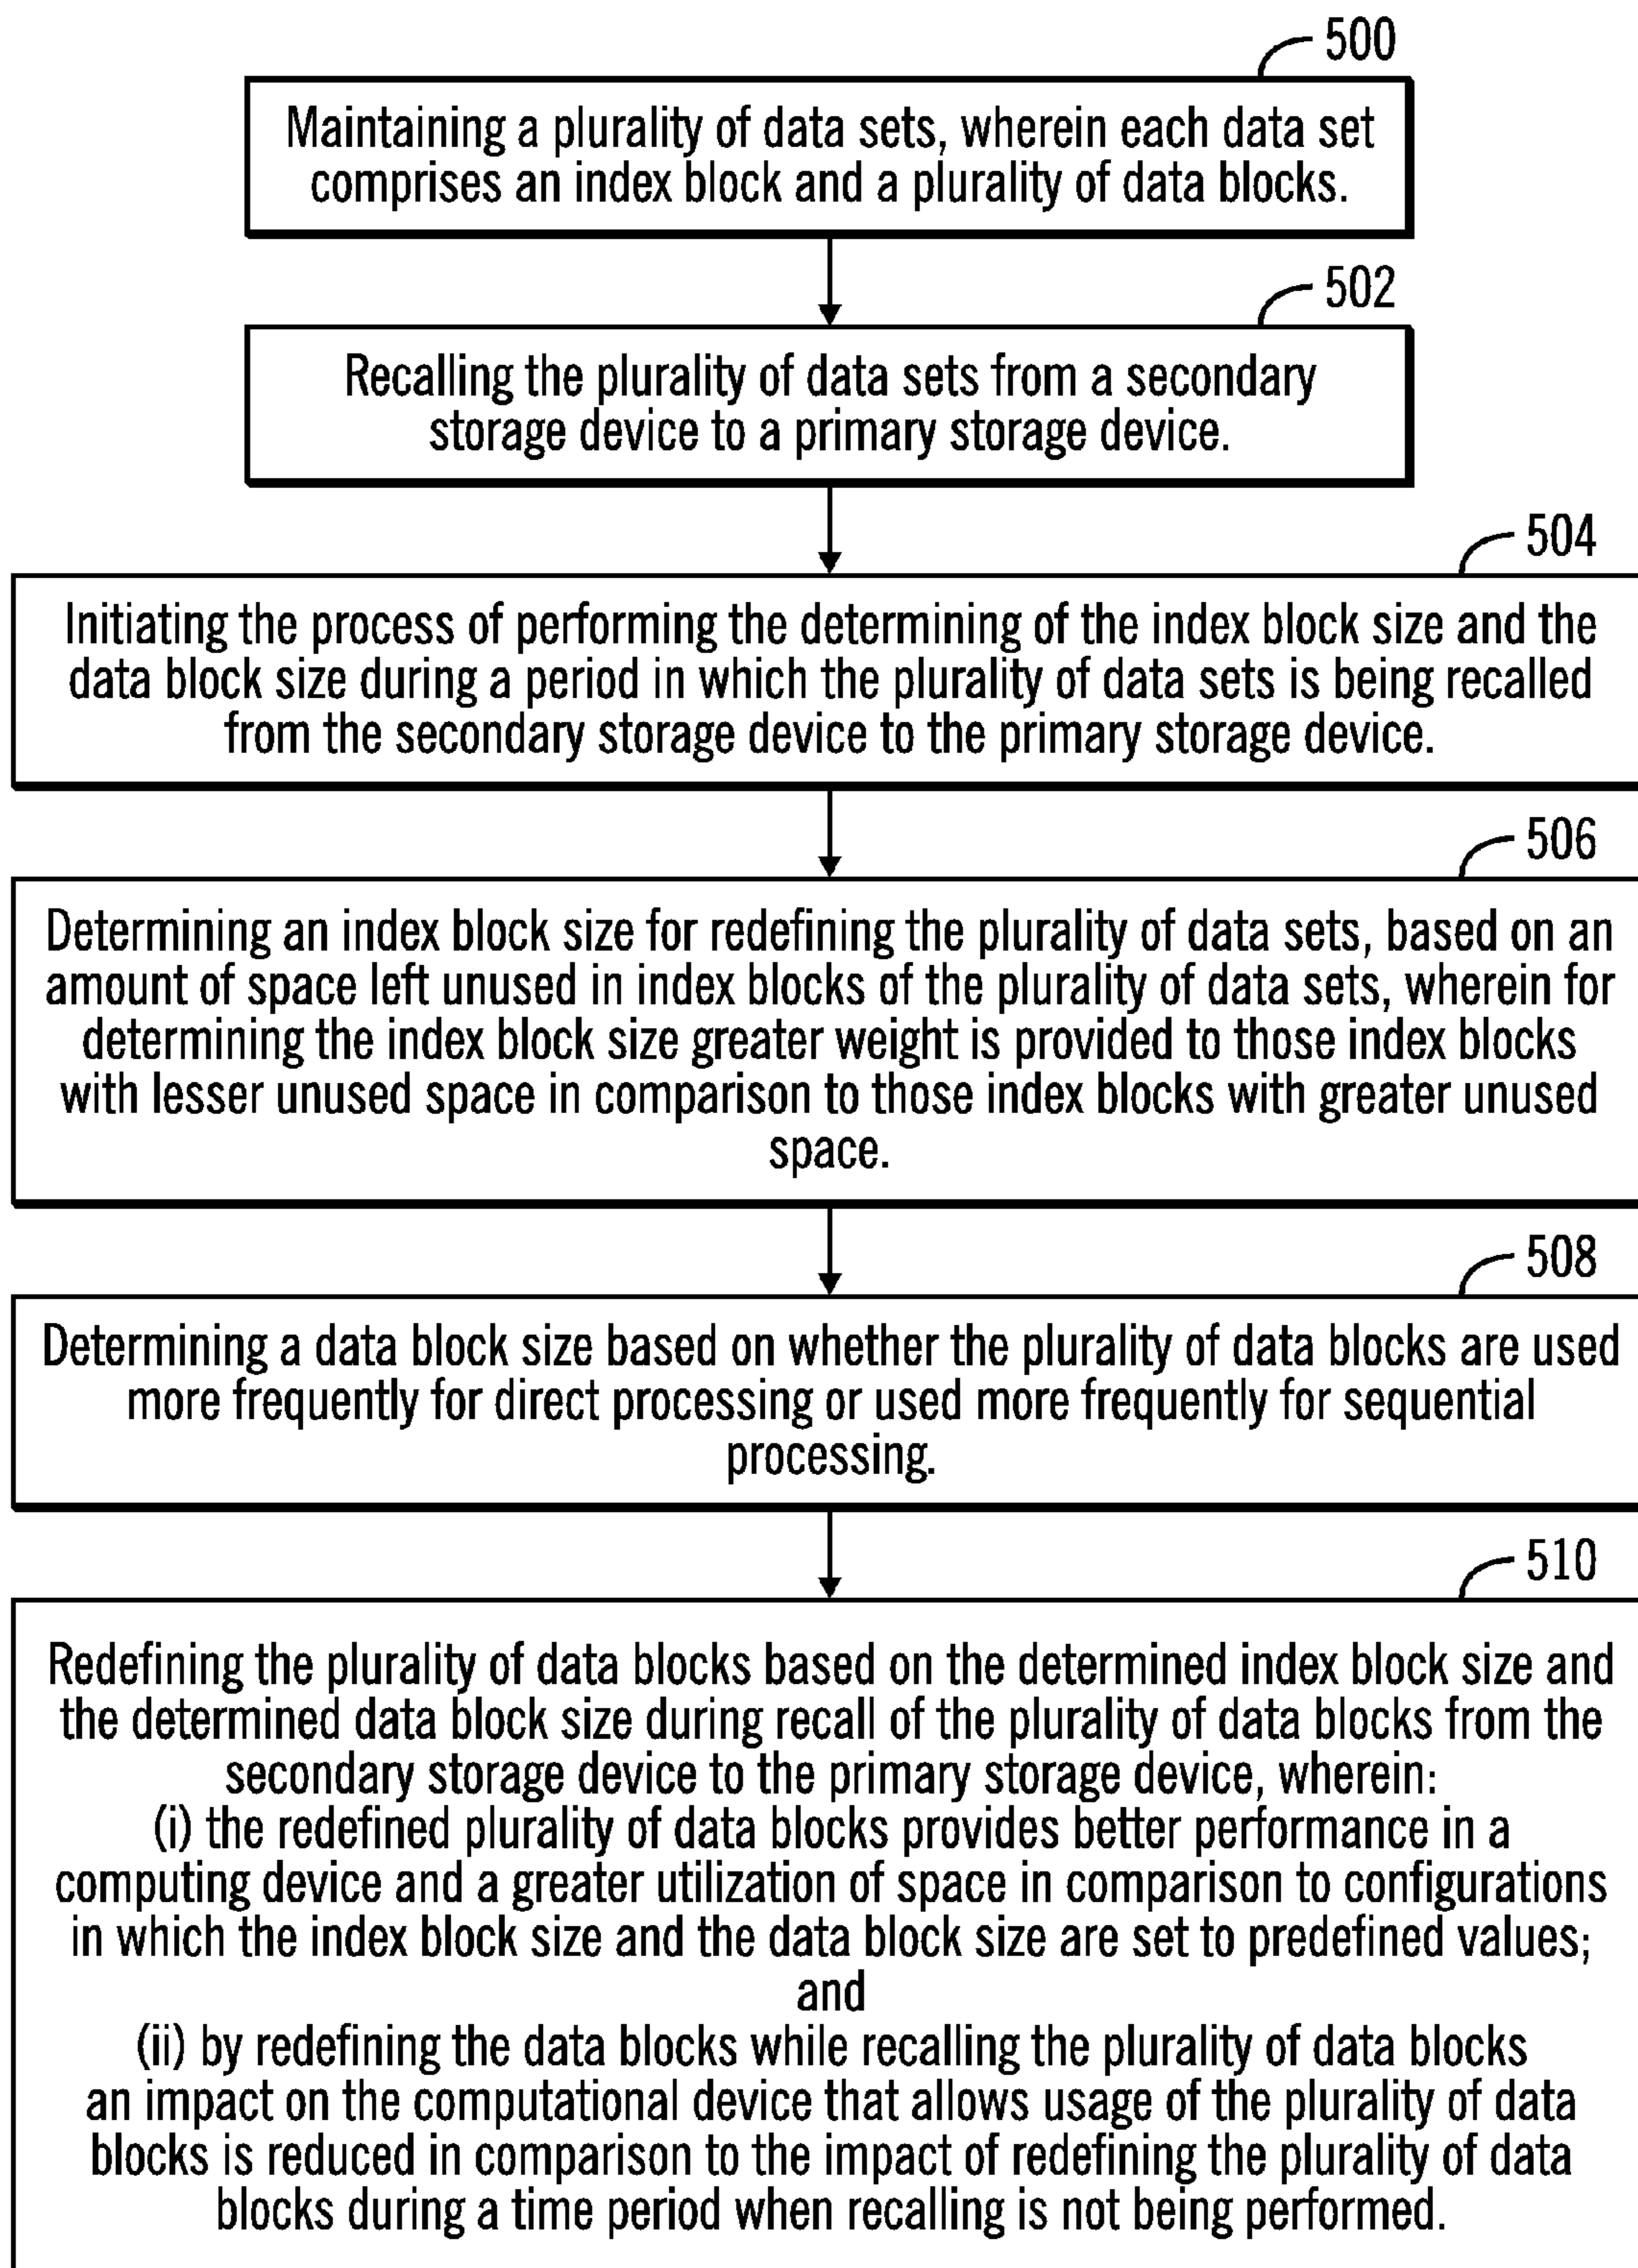 500
Maintaining a plurality of data sets, wherein each data set
comprises an index block and a plurality of data blocks.
502
Recalling the plurality of data sets from a secondary
storage device to a primary storage device.
504
Initiating the process of performing the determining of the index block size and the
data block size during a period in which the plurality of data sets is being recalled
from the secondary storage device to the primary storage device.
506
Determining an index block size for redefining the plurality of data sets, based on an
amount of space left unused in index blocks of the plurality of data sets, wherein for
determining the index block size greater weight is provided to those index blocks
with lesser unused space in comparison to those index blocks with greater unused
space.
508
Determining a data block size based on whether the plurality of data blocks are used
more frequently for direct processing or used more frequently for sequential
processing.
510
Redefining the plurality of data blocks based on the determined index block size and
the determined data block size during recall of the plurality of data blocks from the
secondary storage device to the primary storage device, wherein:
(i) the redefined plurality of data blocks provides better performance in a
computing device and a greater utilization of space in comparison to configurations
in which the index block size and the data block size are set to predefined values;
and
(ii) by redefining the data blocks while recalling the plurality of data blocks
an impact on the computational device that allows usage of the plurality of data
blocks is reduced in comparison to the impact of redefining the plurality of data
blocks during a time period when recalling is not being performed.